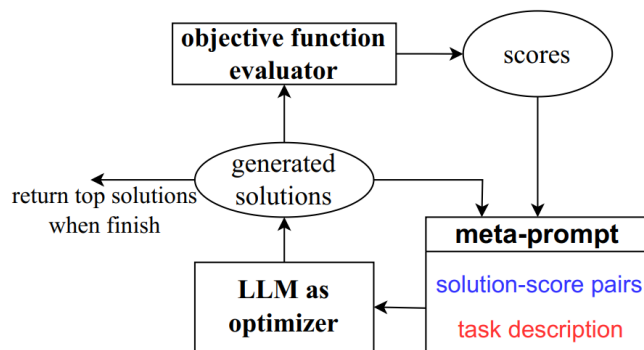 objective function
evaluator
scores
generated
solutions
return top solutions
when finish
meta-prompt
solution-score pairs
task description
LLM as
optimizer